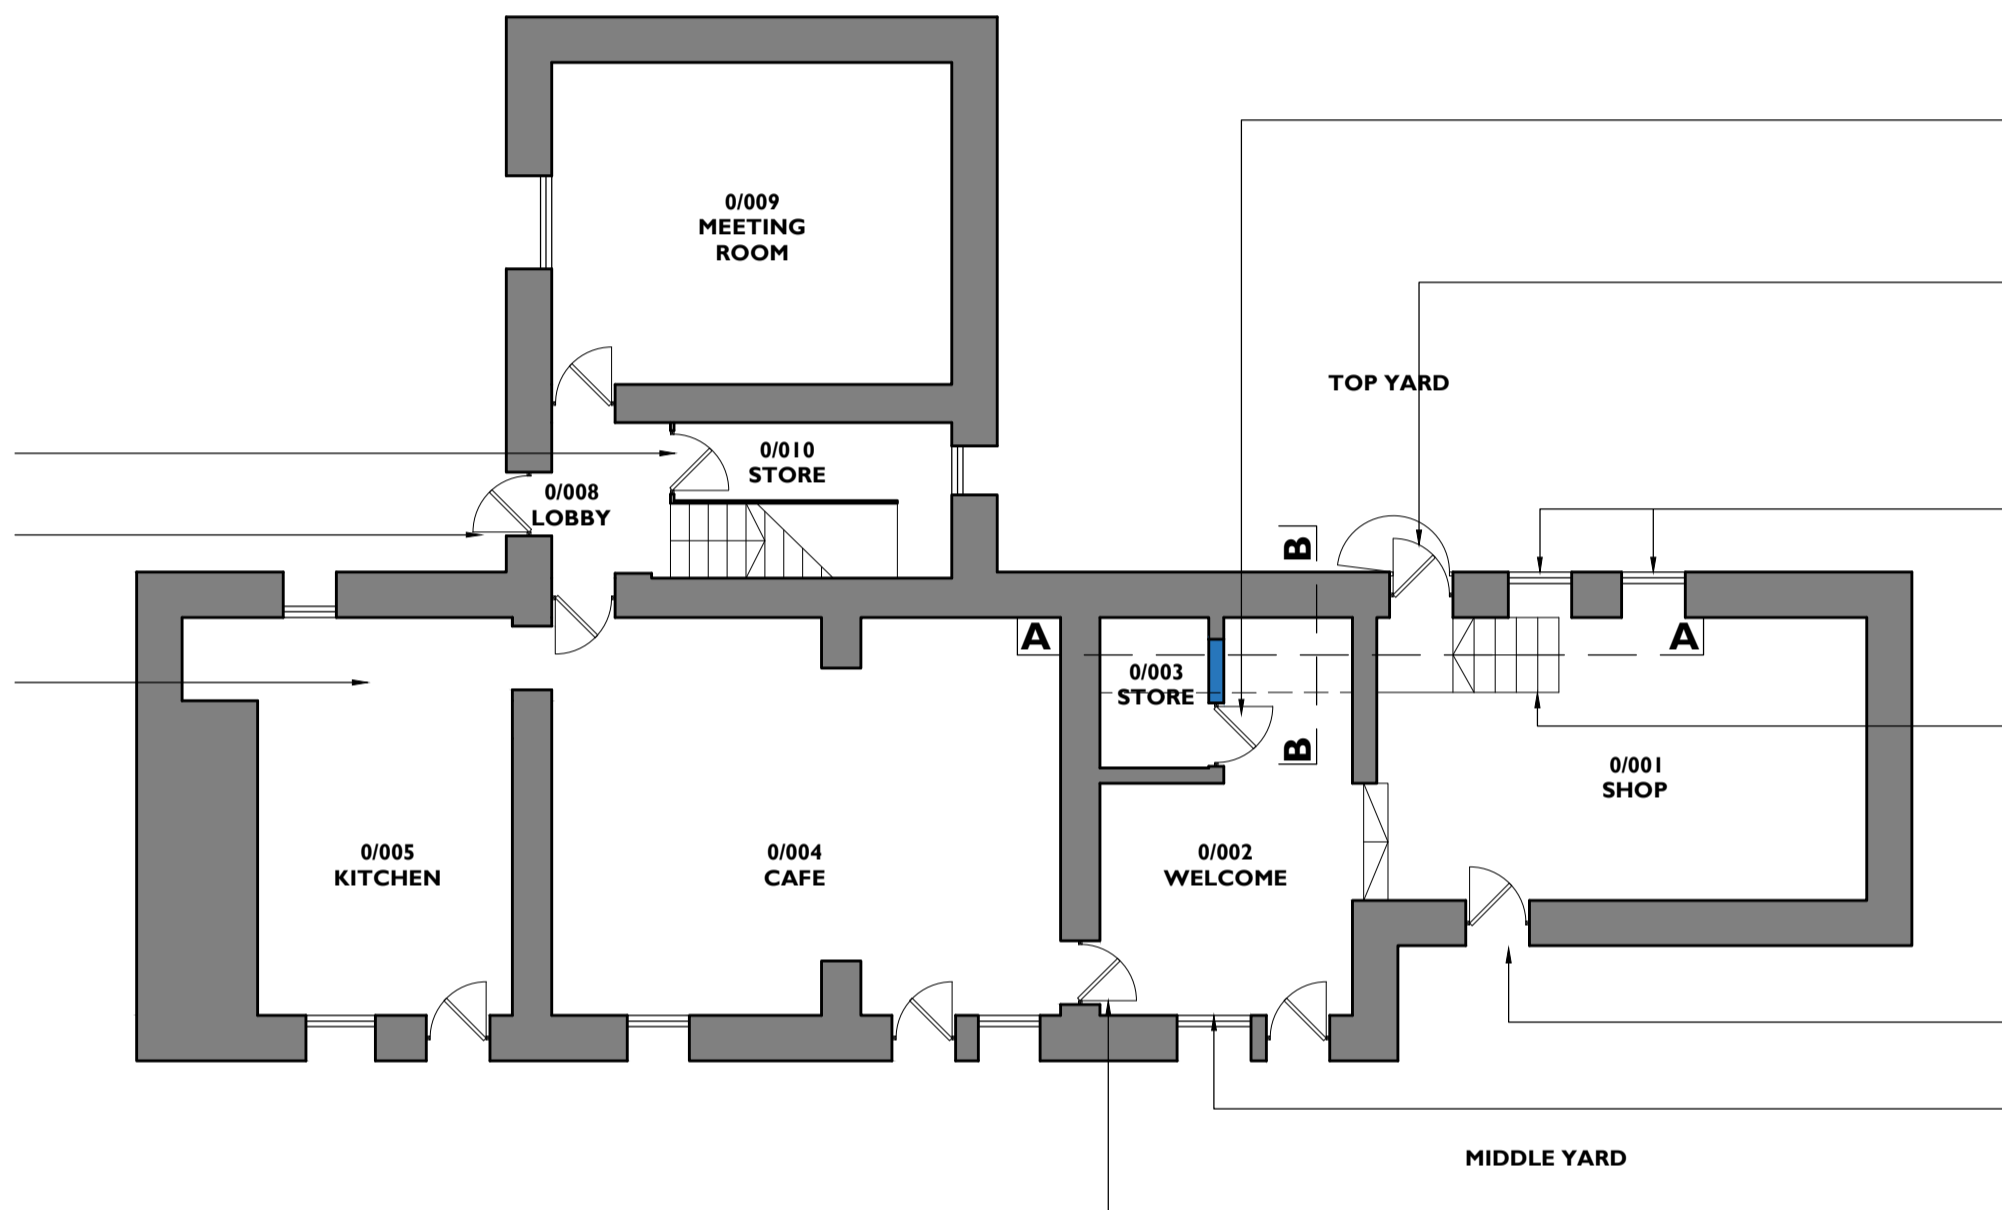 0/009
MEETING
ROOM
TOP YARD
0/010
STORE
0/008
LOBBY
B
A
A
0/003
STORE
B
0/001
SHOP
0/005
KITCHEN
0/004
CAFE
0/002
WELCOME
MIDDLE YARD